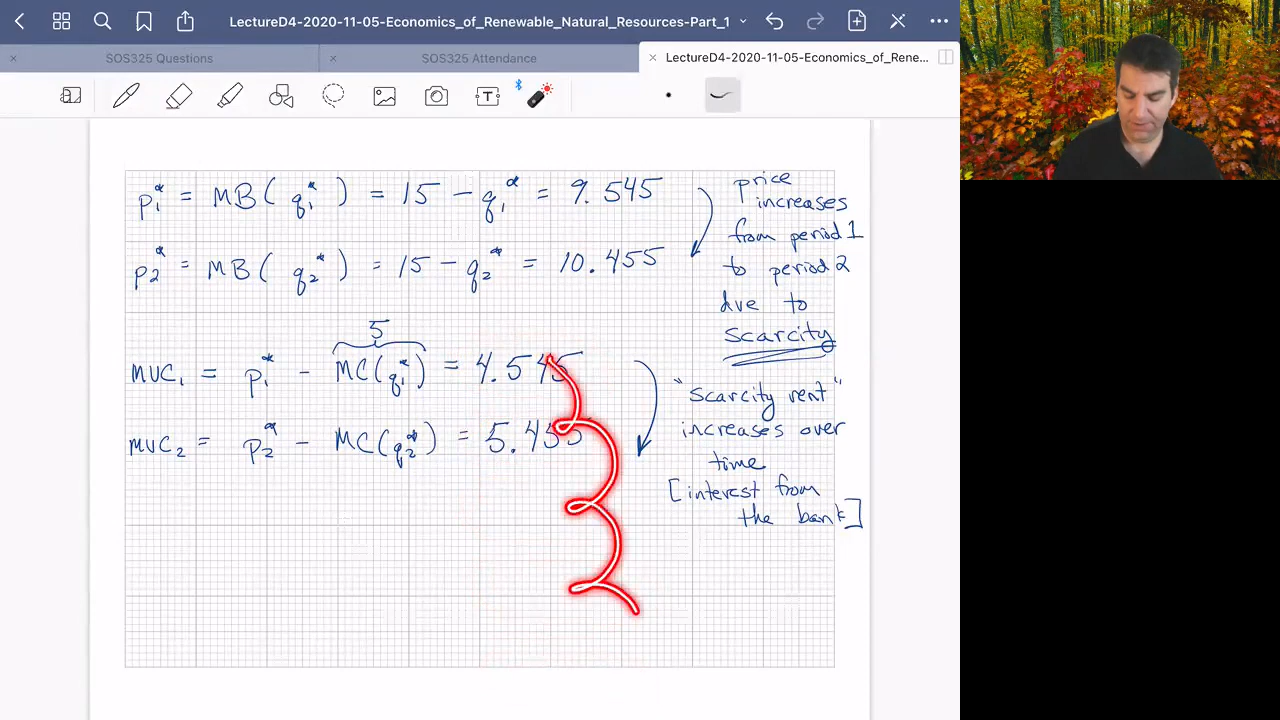 LectureD4-2020-11-05-Economics_of_Renewable_Natural_Resources-Part_1
SOS325 Questions
SOS325 Attendance
LectureD4-2020-11-05-Economics_of_Rene...
p₁* = MB( q₁* ) = 15 - q₁* = 9.545
p₂* = MB( q₂* ) = 15 - q₂* = 10.455
price
increases
from period 1
to period 2
due to
scarcity
5
MUC₁ = p₁* - MC(q₁*) = 4.545
MUC₂ = p₂* - MC(q₂*) = 5.455
"scarcity rent"
increases over
time
[interest from
the bank]